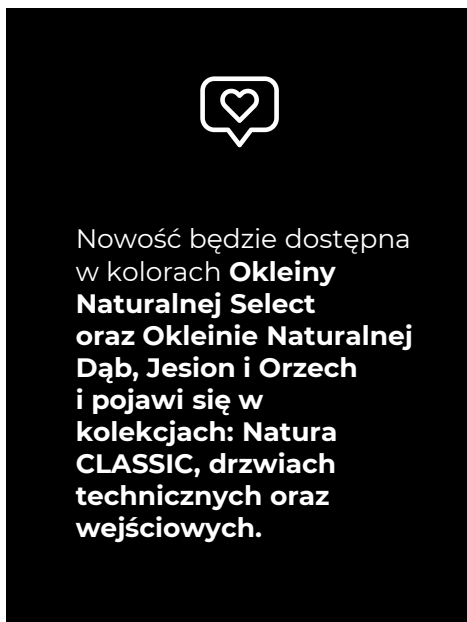 Nowość będzie dostępna
w kolorach Okleiny
Naturalnej Select
oraz Okleinie Naturalnej
Dąb, Jesion i Orzech
i pojawi się w
kolekcjach: Natura
CLASSIC, drzwiach
technicznych oraz
wejściowych.